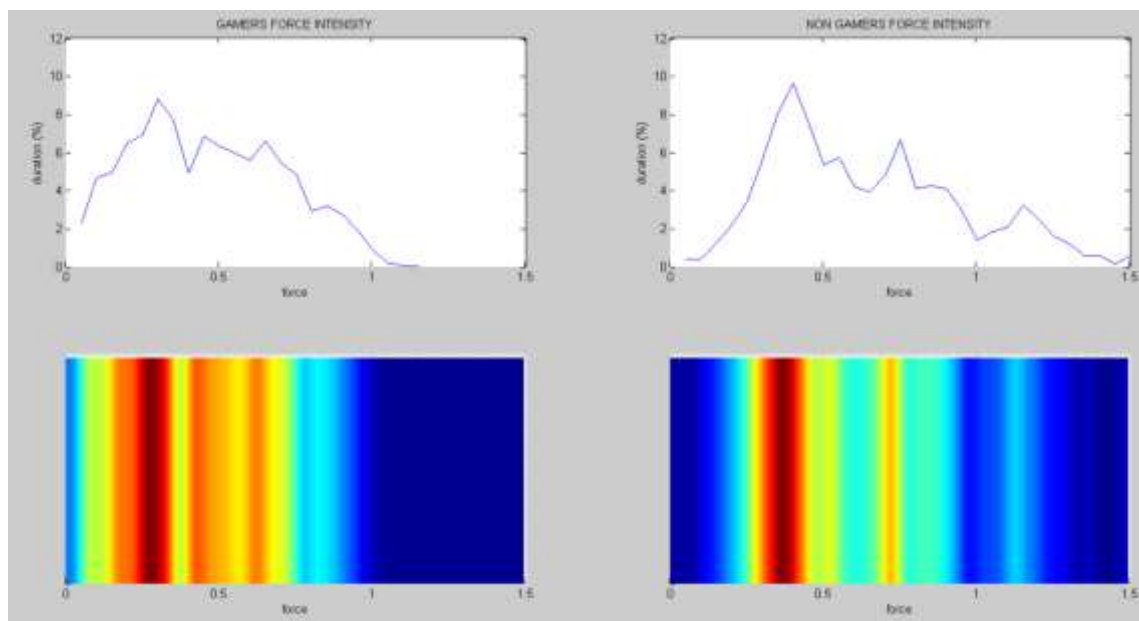 GAMERS FORCE INTENSITY
12
10
8
6
4
2
0
duration (%)
0 0.5 1 1.5
force
NON GAMERS FORCE INTENSITY
12
10
8
6
4
2
0
duration (%)
0 0.5 1 1.5
force
0 0.5 1 1.5
force
0 0.5 1 1.5
force